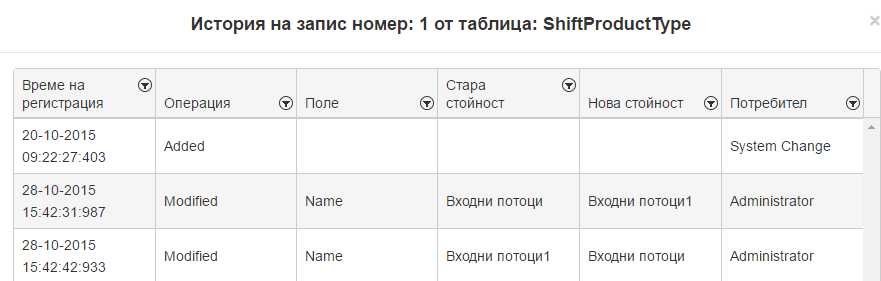 История на запис номер: 1 от таблица: ShiftProductType
×
Време на
регистрация
Операция
Поле
Стара
стойност
Нова стойност
Потребител
20-10-2015
09:22:27:403
Added
System Change
28-10-2015
15:42:31:987
Modified
Name
Входни потоци
Входни потоци1
Administrator
28-10-2015
15:42:42:933
Modified
Name
Входни потоци1
Входни потоци
Administrator